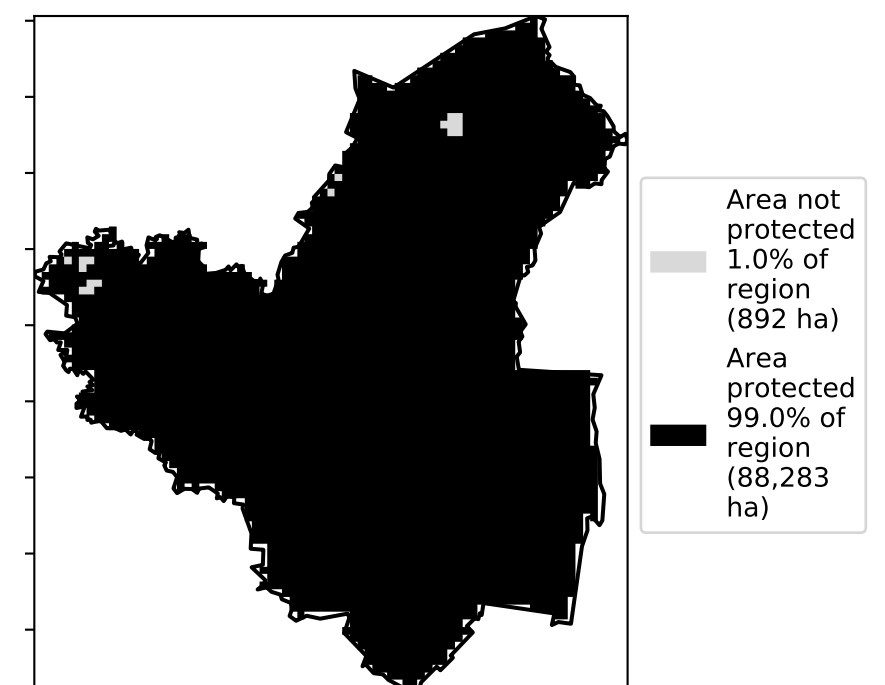 Area not
protected
1.0% of
region
(892 ha)
Area
protected
99.0% of
region
(88,283
ha)